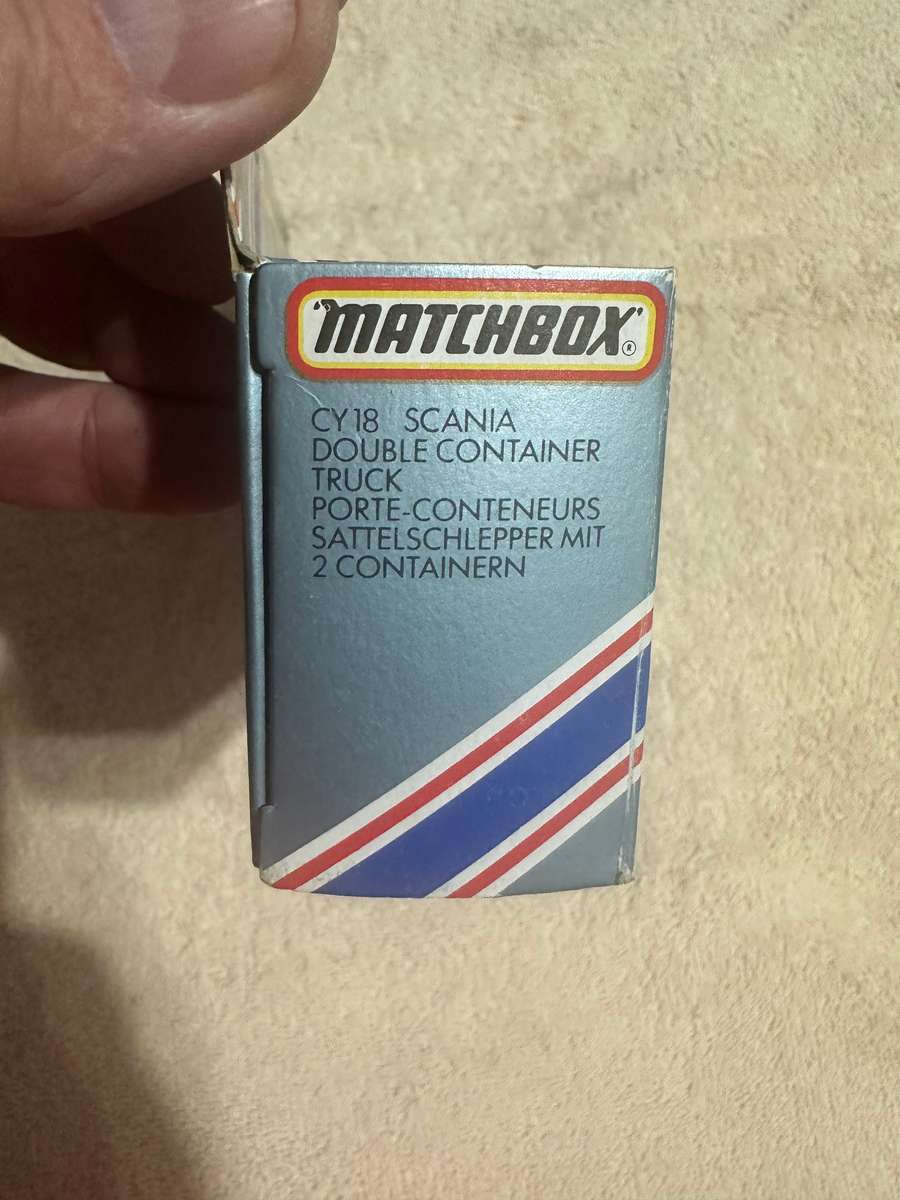 "MATCHBOX"®
CY18 SCANIA
DOUBLE CONTAINER
TRUCK
PORTE-CONTENEURS
SATTELSCHLEPPER MIT
2 CONTAINERN